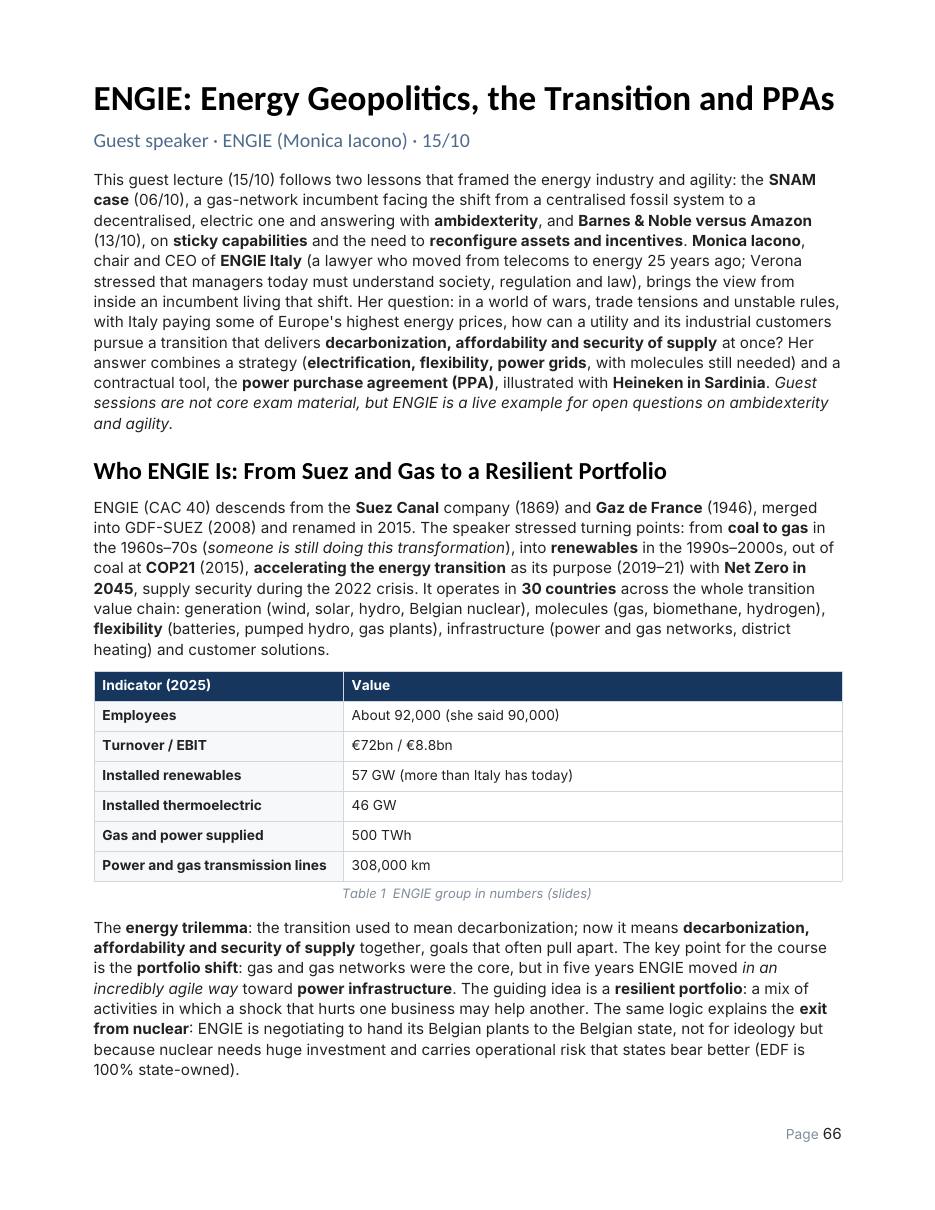 ENGIE: Energy Geopolitics, the Transition and PPAs
Guest speaker · ENGIE (Monica Iacono) · 15/10
This guest lecture (15/10) follows two lessons that framed the energy industry and agility: the SNAM
case (06/10), a gas-network incumbent facing the shift from a centralised fossil system to a
decentralised, electric one and answering with ambidexterity, and Barnes & Noble versus Amazon
(13/10), on sticky capabilities and the need to reconfigure assets and incentives. Monica Iacono,
chair and CEO of ENGIE Italy (a lawyer who moved from telecoms to energy 25 years ago; Verona
stressed that managers today must understand society, regulation and law), brings the view from
inside an incumbent living that shift. Her question: in a world of wars, trade tensions and unstable rules,
with Italy paying some of Europe's highest energy prices, how can a utility and its industrial customers
pursue a transition that delivers decarbonization, affordability and security of supply at once? Her
answer combines a strategy (electrification, flexibility, power grids, with molecules still needed) and a
contractual tool, the power purchase agreement (PPA), illustrated with Heineken in Sardinia. Guest
sessions are not core exam material, but ENGIE is a live example for open questions on ambidexterity
and agility.
Who ENGIE Is: From Suez and Gas to a Resilient Portfolio
ENGIE (CAC 40) descends from the Suez Canal company (1869) and Gaz de France (1946), merged
into GDF-SUEZ (2008) and renamed in 2015. The speaker stressed turning points: from coal to gas in
the 1960s–70s (someone is still doing this transformation), into renewables in the 1990s–2000s, out of
coal at COP21 (2015), accelerating the energy transition as its purpose (2019–21) with Net Zero in
2045, supply security during the 2022 crisis. It operates in 30 countries across the whole transition
value chain: generation (wind, solar, hydro, Belgian nuclear), molecules (gas, biomethane, hydrogen),
flexibility (batteries, pumped hydro, gas plants), infrastructure (power and gas networks, district
heating) and customer solutions.
Indicator (2025) Value
Employees About 92,000 (she said 90,000)
Turnover / EBIT €72bn / €8.8bn
Installed renewables 57 GW (more than Italy has today)
Installed thermoelectric 46 GW
Gas and power supplied 500 TWh
Power and gas transmission lines 308,000 km
Table 1 ENGIE group in numbers (slides)
The energy trilemma: the transition used to mean decarbonization; now it means decarbonization,
affordability and security of supply together, goals that often pull apart. The key point for the course
is the portfolio shift: gas and gas networks were the core, but in five years ENGIE moved in an
incredibly agile way toward power infrastructure. The guiding idea is a resilient portfolio: a mix of
activities in which a shock that hurts one business may help another. The same logic explains the exit
from nuclear: ENGIE is negotiating to hand its Belgian plants to the Belgian state, not for ideology but
because nuclear needs huge investment and carries operational risk that states bear better (EDF is
100% state-owned).
Page 66